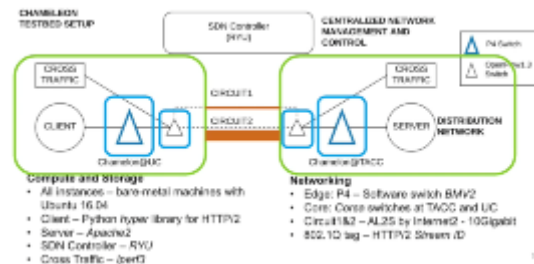 CHAMELEON
TESTBED SETUP
SDN Controller
(RYU)
CENTRALIZED NETWORK
MANAGEMENT AND
CONTROL
P4 Switch
Switch
CROSS
TRAFFIC
CROSS
TRAFFIC
CIRCUIT1
CIRCUIT2
CLIENT
SERVER
DISTRIBUTION
NETWORK
Chameleon@UC
Chameleon@TACC
Compute and Storage
• All instances – bare-metal machines with
Ubuntu 16.04
• Client – Python hyper library for HTTP/2
• Server – Apache2
• SDN Controller – RYU
• Cross Traffic – Iperf3
Networking
• Edge: P4 – Software switch BMV2
• Core: Corsa switches at TACC and UC
• Circuit1&2 – AL2S by Internet2 - 10Gigabit
• 802.1Q tag – HTTP/2 Stream ID